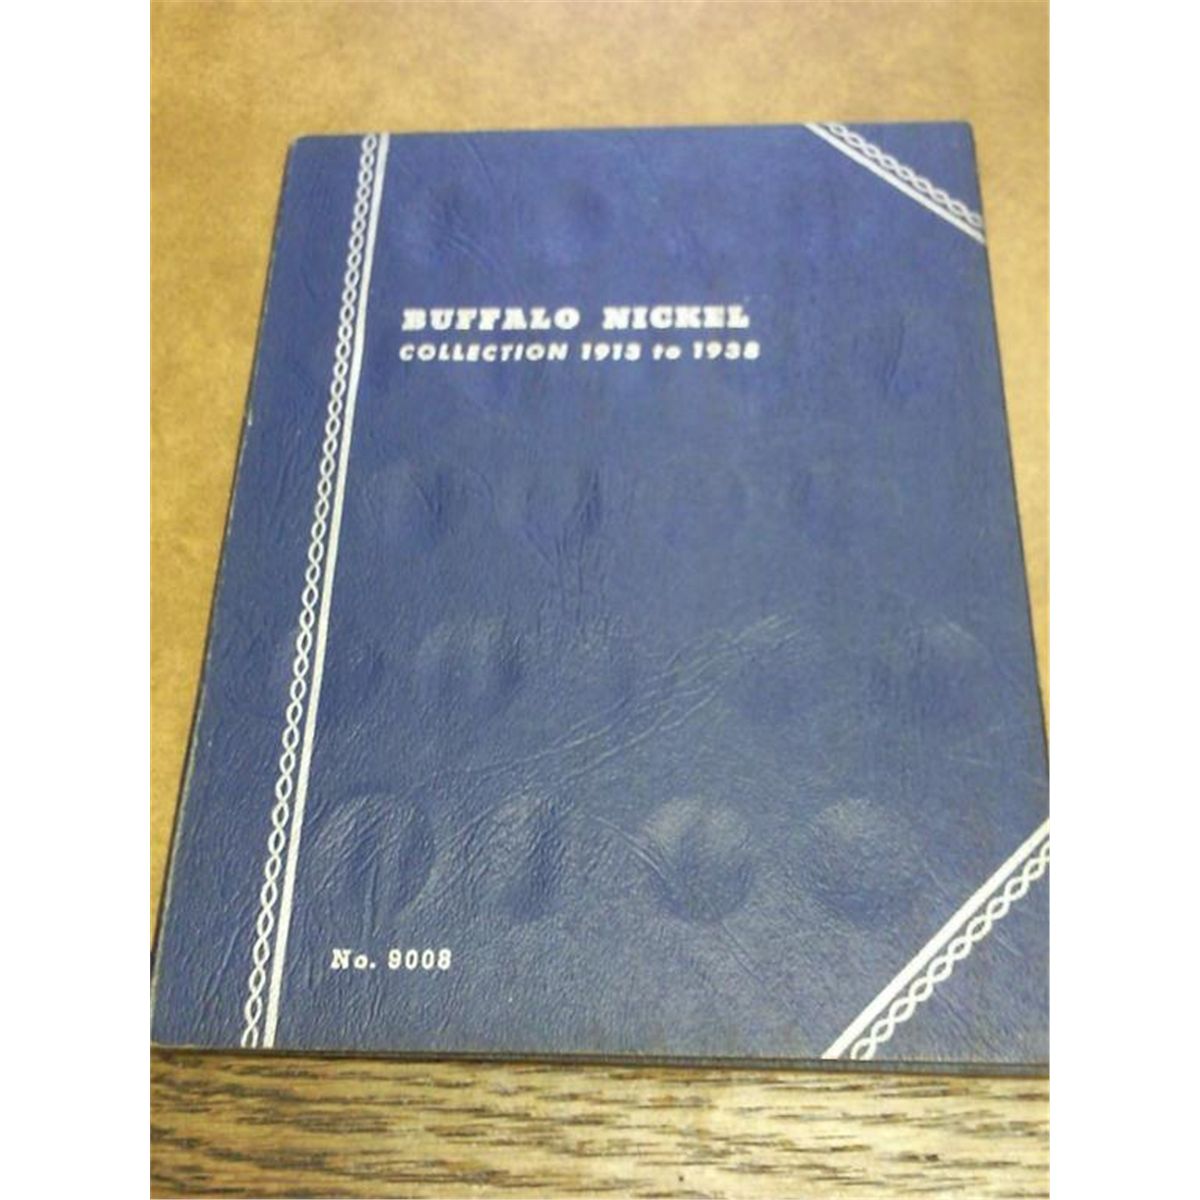 BUFFALO NICKEL
COLLECTION 1913 to 1938
No. 9008